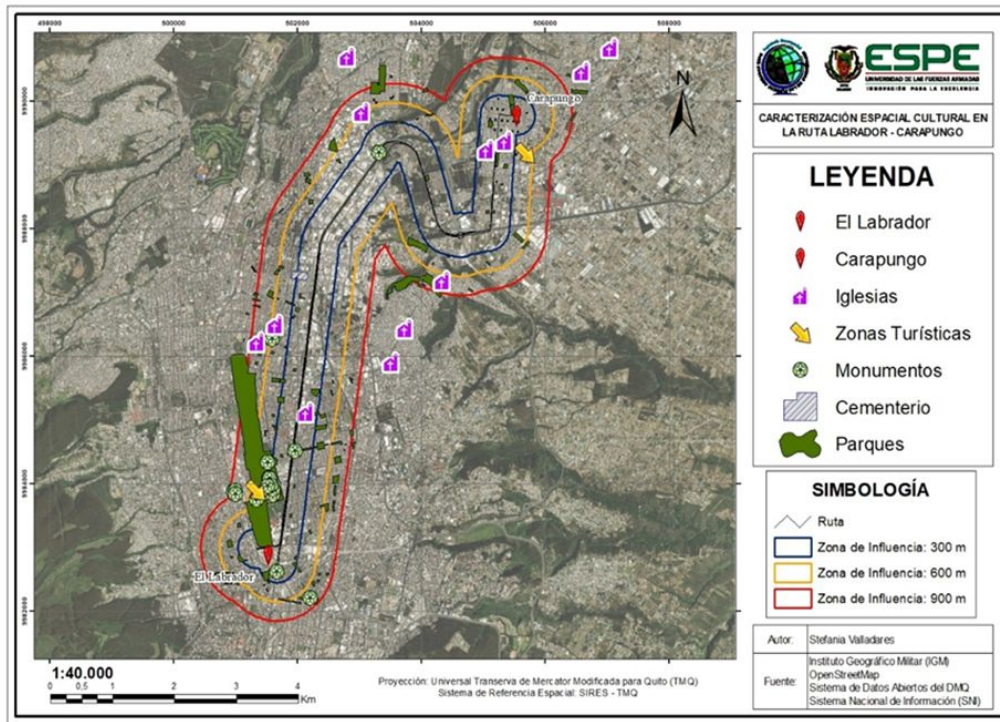 498000 500000 502000 504000 506000 508000
9990000
9988000
9986000
9984000
9982000
Carapungo
El Labrador
N
ESPE
UNIVERSIDAD DE LAS FUERZAS ARMADAS
INNOVACIÓN PARA LA EXCELENCIA
CARACTERIZACIÓN ESPACIAL CULTURAL EN
LA RUTA LABRADOR - CARAPUNGO
LEYENDA
El Labrador
Carapungo
Iglesias
Zonas Turísticas
Monumentos
Cementerio
Parques
SIMBOLOGÍA
Ruta
Zona de Influencia: 300 m
Zona de Influencia: 600 m
Zona de Influencia: 900 m
Autor: Stefania Valladares
Fuente: Instituto Geográfico Militar (IGM)
OpenStreetMap
Sistema de Datos Abiertos del DMQ
Sistema Nacional de Información (SNI)
1:40.000
0 0,5 1 2 3 4
Km
Proyección: Universal Transversa de Mercator Modificada para Quito (TMQ)
Sistema de Referencia Espacial: SIRES - TMQ